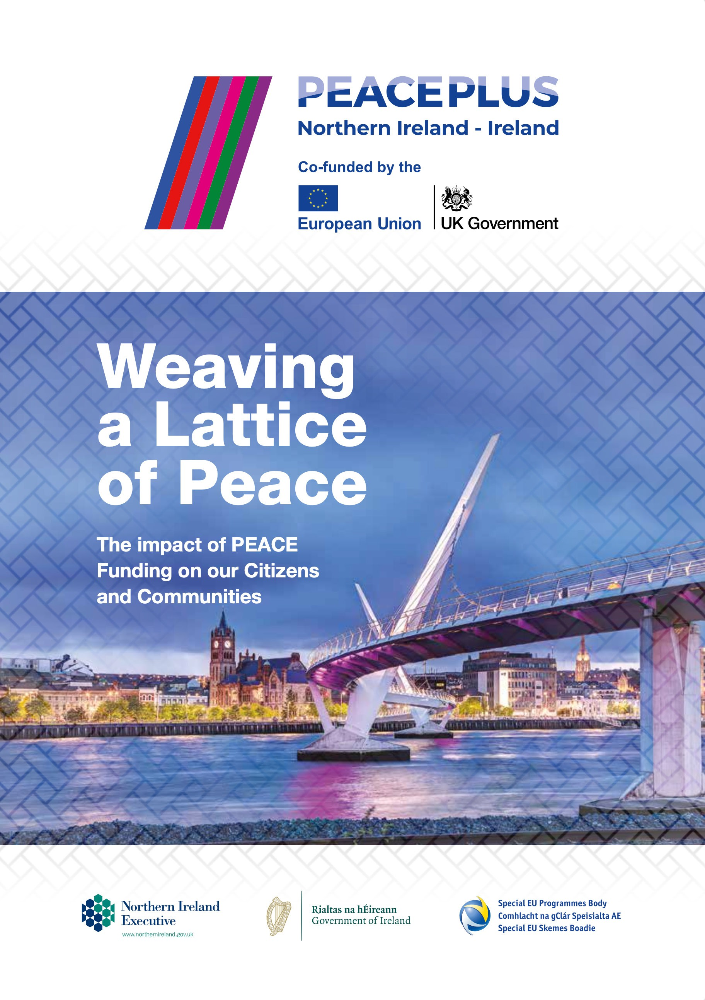 PEACEPLUS
Northern Ireland - Ireland
Co-funded by the
European Union
UK Government
Weaving
a Lattice
of Peace
The impact of PEACE
Funding on our Citizens
and Communities
Northern Ireland
Executive
www.northernireland.gov.uk
Rialtas na hÉireann
Government of Ireland
Special EU Programmes Body
Comhlacht na gClár Speisialta AE
Special EU Skemes Boadie